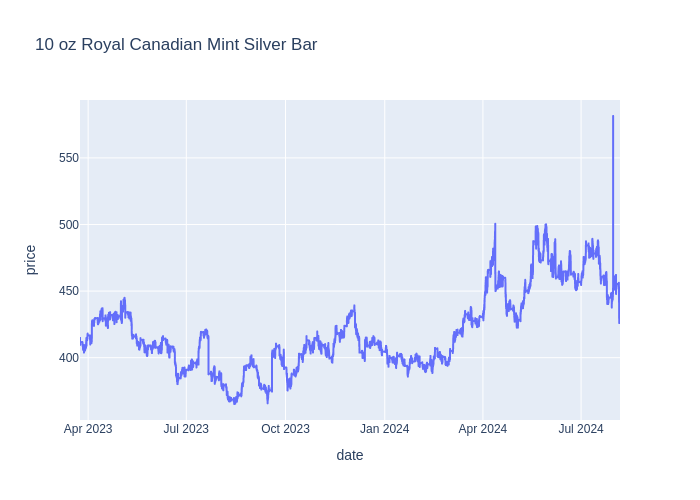 10 oz Royal Canadian Mint Silver Bar
550
500
450
400
price
Apr 2023
Jul 2023
Oct 2023
Jan 2024
Apr 2024
Jul 2024
date